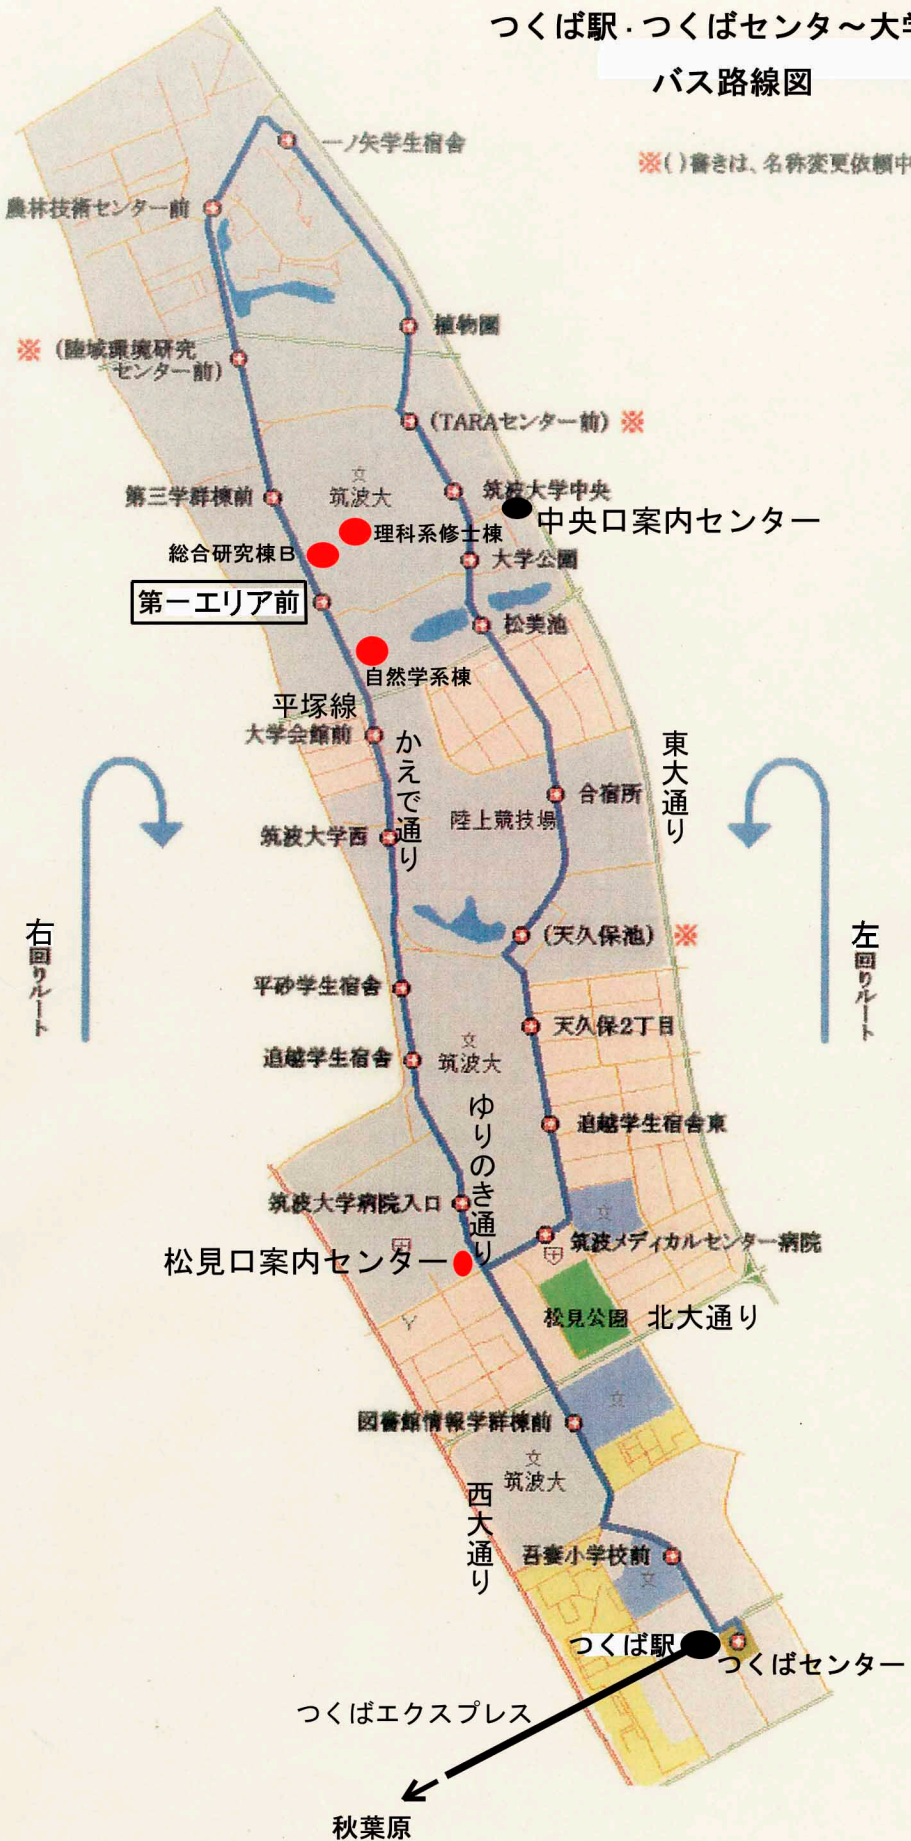 つくば駅・つくばセンタ～大学
バス路線図
※( )書きは、名称変更依頼中
一ノ矢学生宿舎
農林技術センター前
植物園
※ (陸域環境研究
センター前)
(TARAセンター前) ※
第三学群棟前
文
筑波大
筑波大学中央
中央口案内センター
理科系修士棟
総合研究棟B
大学公園
第一エリア前
松美池
自然学系棟
平塚線
大学会館前
かえで通り
東大通り
合宿所
陸上競技場
筑波大学西
右回りルート
左回りルート
(天久保池) ※
平砂学生宿舎
天久保2丁目
追越学生宿舎
文
筑波大
ゆりのき通り
追越学生宿舎東
筑波大学病院入口
文
筑波メディカルセンター病院
松見口案内センター
松見公園
北大通り
図書館情報学群棟前
文
文
筑波大
西大通り
吾妻小学校前
文
つくば駅
つくばセンター
つくばエクスプレス
秋葉原